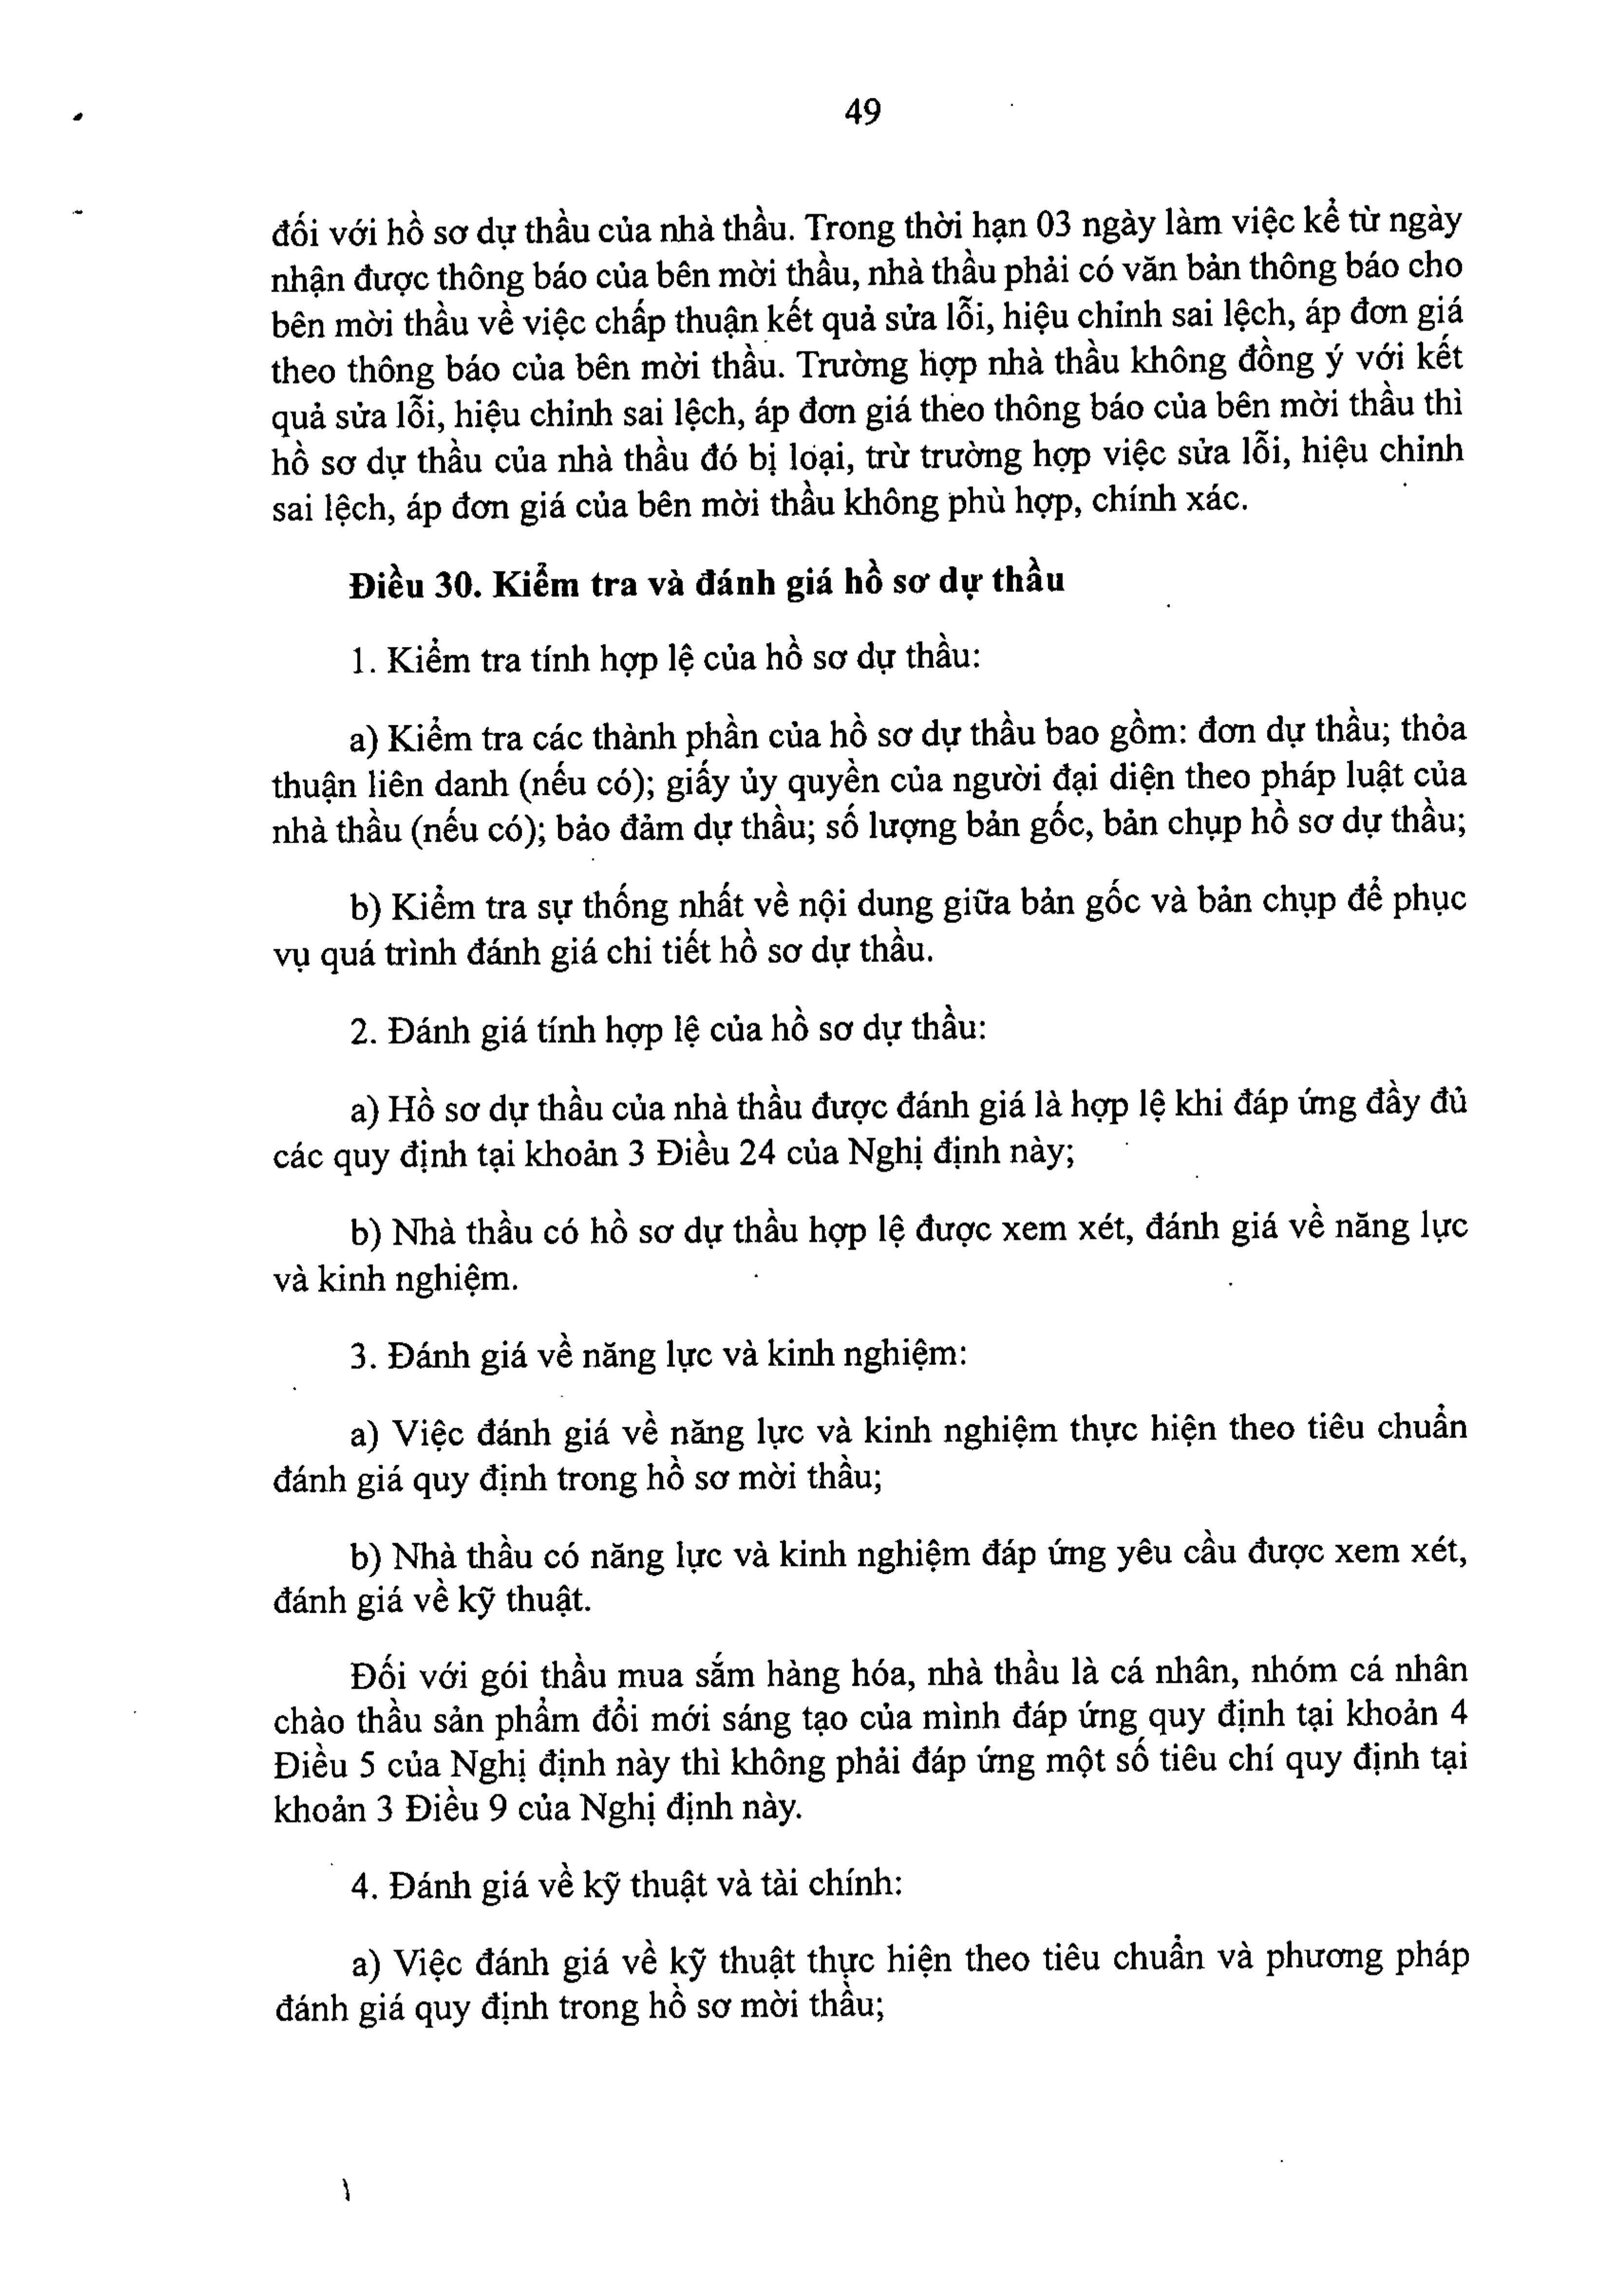 49
đối với hồ sơ dự thầu của nhà thầu. Trong thời hạn 03 ngày làm việc kể từ ngày
nhận được thông báo của bên mời thầu, nhà thầu phải có văn bản thông báo cho
bên mời thầu về việc chấp thuận kết quả sửa lỗi, hiệu chỉnh sai lệch, áp đơn giá
theo thông báo của bên mời thầu. Trường hợp nhà thầu không đồng ý với kết
quả sửa lỗi, hiệu chỉnh sai lệch, áp đơn giá theo thông báo của bên mời thầu thì
hồ sơ dự thầu của nhà thầu đó bị loại, trừ trường hợp việc sửa lỗi, hiệu chỉnh
sai lệch, áp đơn giá của bên mời thầu không phù hợp, chính xác.
Điều 30. Kiểm tra và đánh giá hồ sơ dự thầu
1. Kiểm tra tính hợp lệ của hồ sơ dự thầu:
a) Kiểm tra các thành phần của hồ sơ dự thầu bao gồm: đơn dự thầu; thỏa
thuận liên danh (nếu có); giấy ủy quyền của người đại diện theo pháp luật của
nhà thầu (nếu có); bảo đảm dự thầu; số lượng bản gốc, bản chụp hồ sơ dự thầu;
b) Kiểm tra sự thống nhất về nội dung giữa bản gốc và bản chụp để phục
vụ quá trình đánh giá chi tiết hồ sơ dự thầu.
2. Đánh giá tính hợp lệ của hồ sơ dự thầu:
a) Hồ sơ dự thầu của nhà thầu được đánh giá là hợp lệ khi đáp ứng đầy đủ
các quy định tại khoản 3 Điều 24 của Nghị định này;
b) Nhà thầu có hồ sơ dự thầu hợp lệ được xem xét, đánh giá về năng lực
và kinh nghiệm.
3. Đánh giá về năng lực và kinh nghiệm:
a) Việc đánh giá về năng lực và kinh nghiệm thực hiện theo tiêu chuẩn
đánh giá quy định trong hồ sơ mời thầu;
b) Nhà thầu có năng lực và kinh nghiệm đáp ứng yêu cầu được xem xét,
đánh giá về kỹ thuật.
Đối với gói thầu mua sắm hàng hóa, nhà thầu là cá nhân, nhóm cá nhân
chào thầu sản phẩm đổi mới sáng tạo của mình đáp ứng quy định tại khoản 4
Điều 5 của Nghị định này thì không phải đáp ứng một số tiêu chí quy định tại
khoản 3 Điều 9 của Nghị định này.
4. Đánh giá về kỹ thuật và tài chính:
a) Việc đánh giá về kỹ thuật thực hiện theo tiêu chuẩn và phương pháp
đánh giá quy định trong hồ sơ mời thầu;